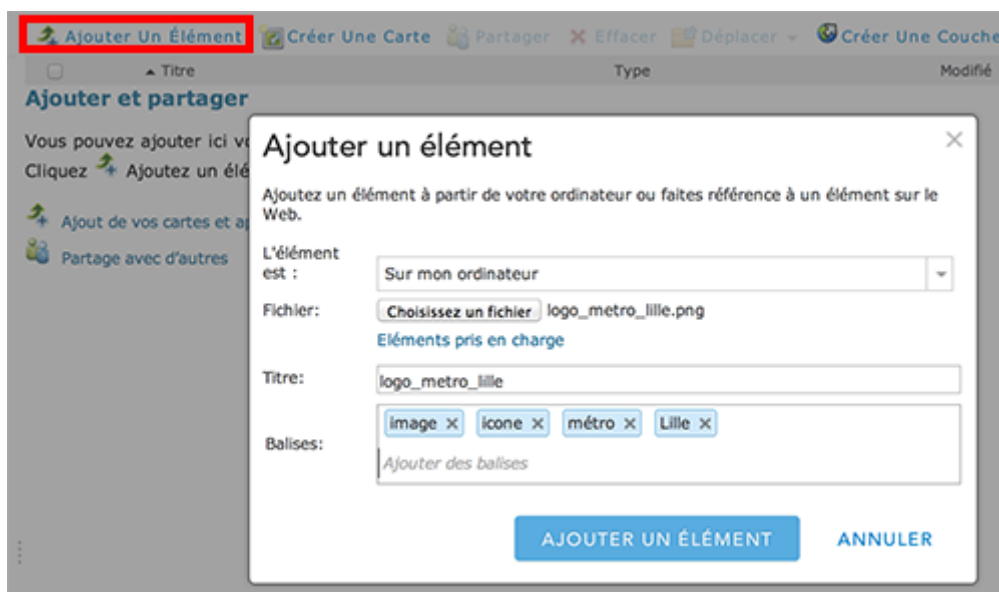 Ajouter Un Élément Créer Une Carte Partager Effacer Déplacer Créer Une Couche
Titre Type Modifié
Ajouter et partager
Vous pouvez ajouter ici
Cliquez Ajoutez un élé
Ajout de vos cartes et
Partage avec d'autres
Ajouter un élément
Ajoutez un élément à partir de votre ordinateur ou faites référence à un élément sur le
Web.
L'élément
est : Sur mon ordinateur
Fichier: Choisissez un fichier logo_metro_lille.png
Eléments pris en charge
Titre: logo_metro_lille
image icone métro Lille
Balises:
Ajouter des balises
AJOUTER UN ÉLÉMENT ANNULER